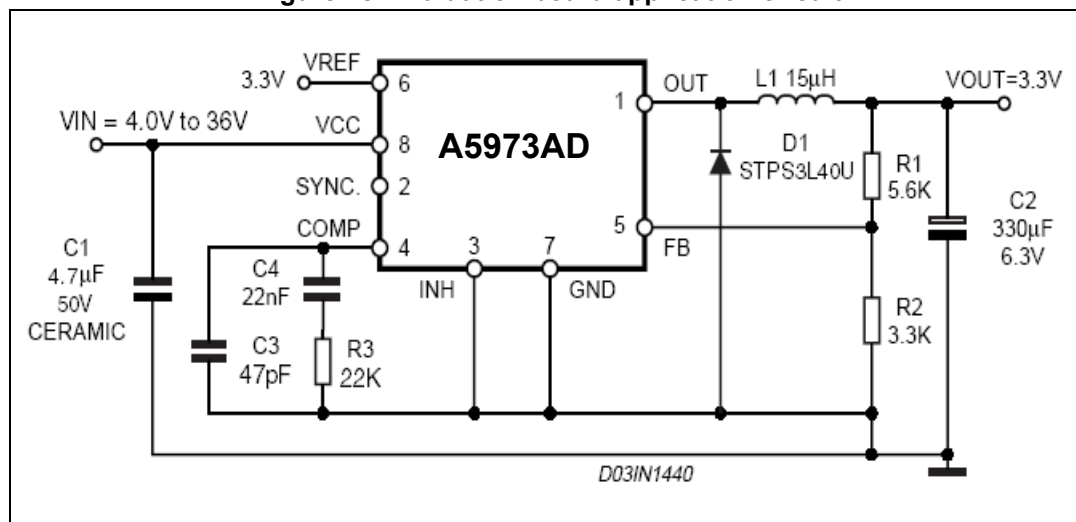 VREF
3.3V
6
VIN = 4.0V to 36V
VCC
8
SYNC.
2
COMP
4
A5973AD
3
INH
7
GND
1
OUT
5
FB
L1 15μH
VOUT=3.3V
D1
STPS3L40U
R1
5.6K
R2
3.3K
C2
330μF
6.3V
C1
4.7μF
50V
CERAMIC
C4
22nF
C3
47pF
R3
22K
D03IN1440